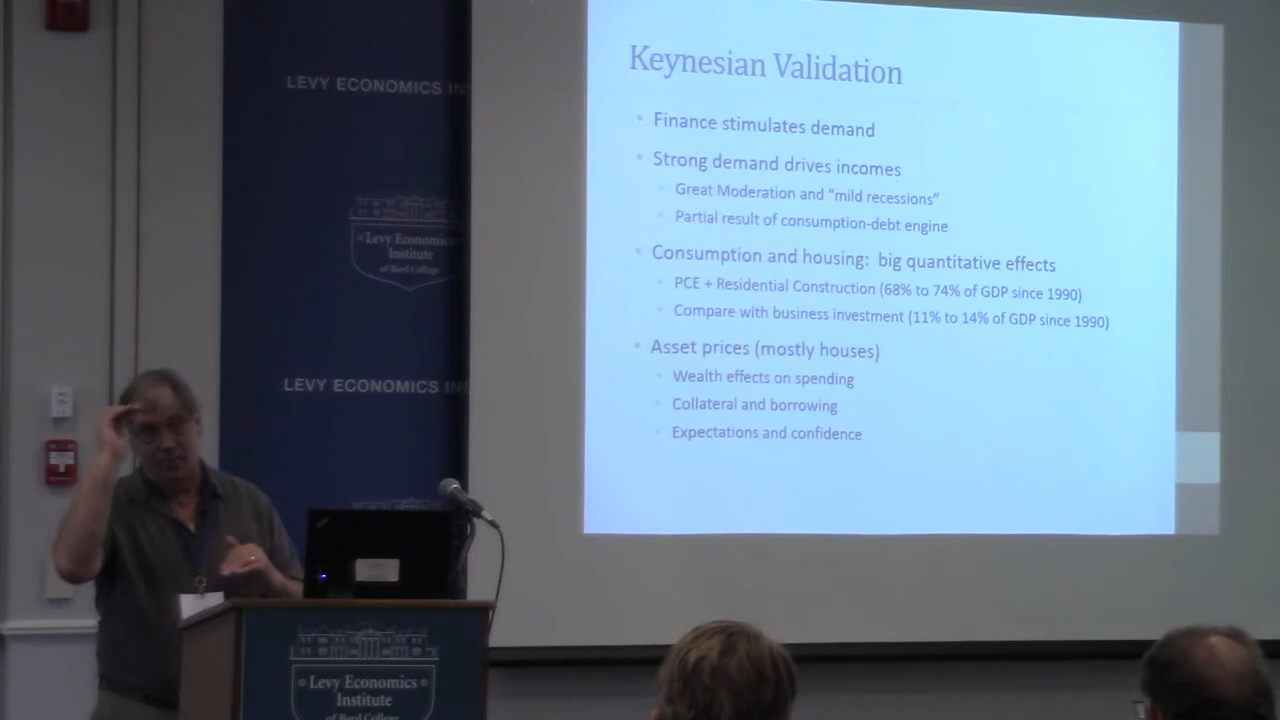 LEVY ECONOMICS
Levy Economics
Institute
of Bard College
LEVY ECONOMICS
Keynesian Validation
• Finance stimulates demand
• Strong demand drives incomes
• Great Moderation and “mild recessions”
• Partial result of consumption-debt engine
• Consumption and housing: big quantitative effects
• PCE + Residential Construction (68% to 74% of GDP since 1990)
• Compare with business investment (11% to 14% of GDP since 1990)
• Asset prices (mostly houses)
• Wealth effects on spending
• Collateral and borrowing
• Expectations and confidence
Levy Economics
Institute
of Bard College